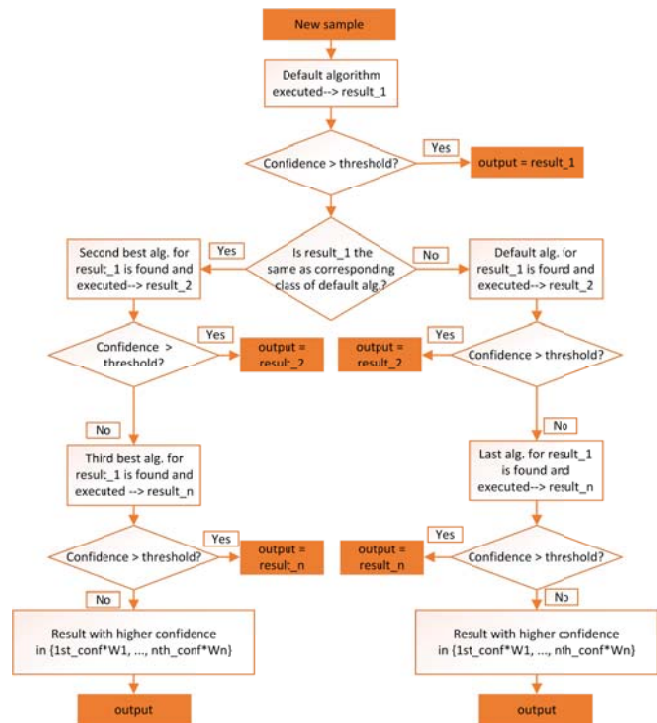 New sample
Default algorithm
executed--> result_1
Confidence > threshold?
Yes
output = result_1
Is result_1 the
same as corresponding
class of default alg.?
Yes
No
Second best alg. for
result_1 is found and
executed--> result_2
Default alg. for
result_1 is found and
executed--> result_2
Confidence >
threshold?
Yes
output =
result_2
output =
result_2
Yes
Confidence > threshold?
No
No
Third best alg. for
result_1 is found and
executed --> result_n
Last alg. for result_1
is found and
executed--> result_n
Confidence > threshold?
Yes
output =
result_n
output =
result_n
Yes
Confidence > threshold?
No
No
Result with higher confidence
in {1st_conf*W1, ..., nth_conf*Wn}
Result with higher confidence
in {1st_conf*W1, ..., nth_conf*Wn}
output
output